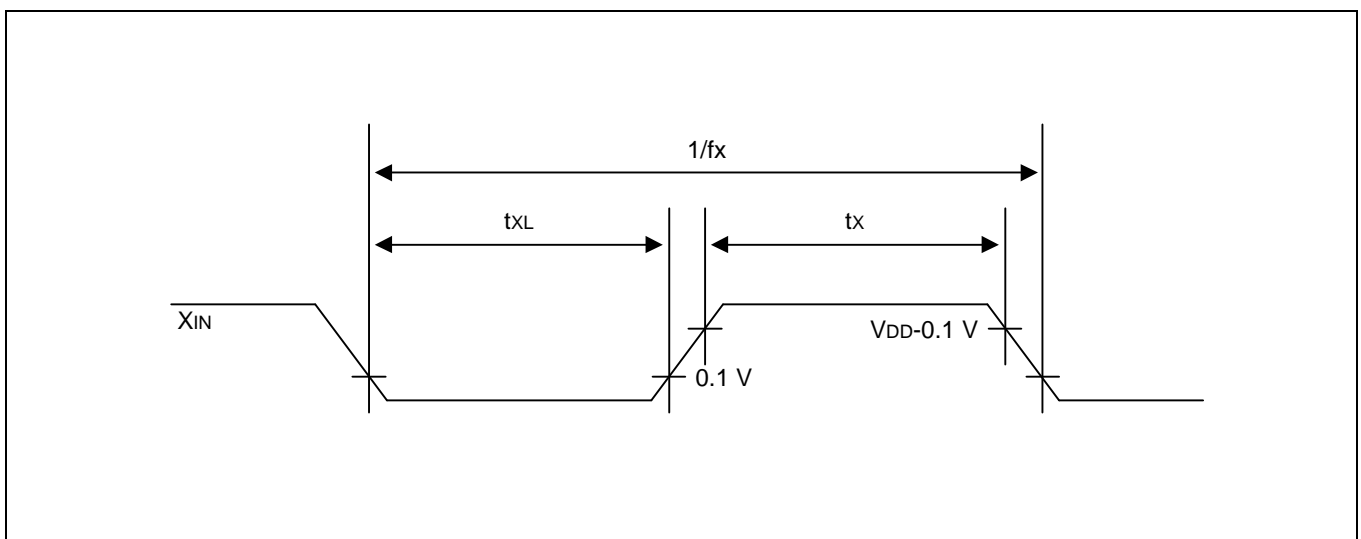 1/fx
tXL
tX
XIN
VDD-0.1 V
0.1 V